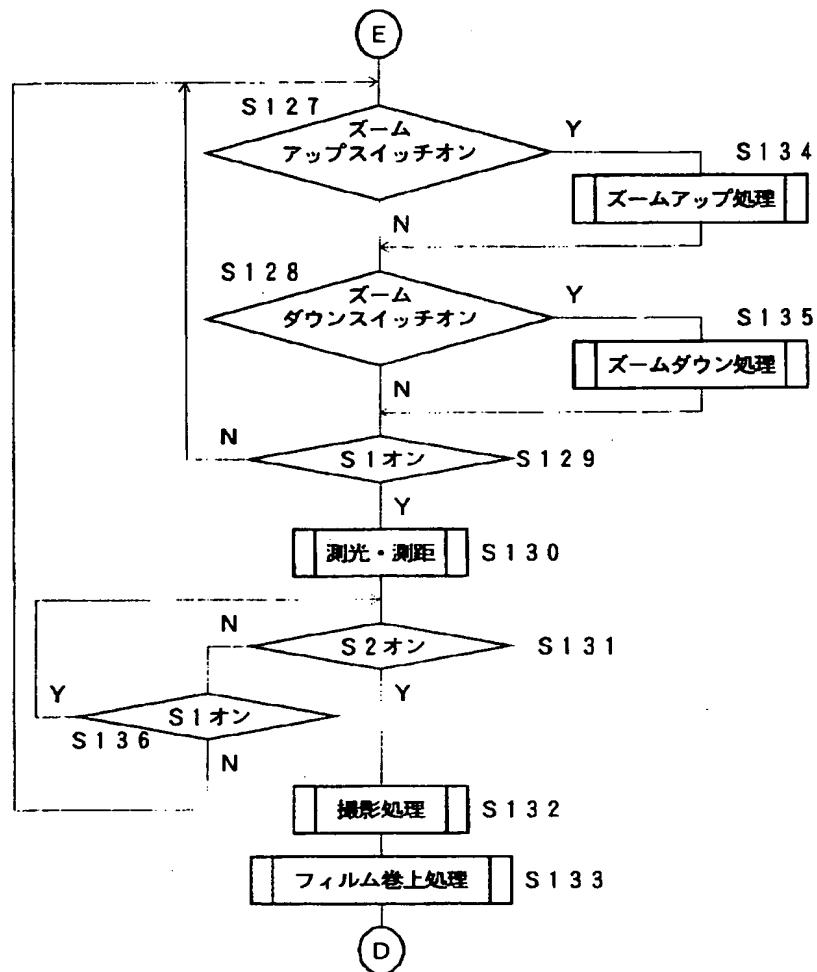 E
S127
ズーム
アップスイッチオン
Y
S134
ズームアップ処理
N
S128
ズーム
ダウンスイッチオン
Y
S135
ズームダウン処理
N
N
S1オン
S129
Y
測光・測距
S130
N
S2オン
S131
Y
Y
S1オン
S136
N
撮影処理
S132
フィルム巻上処理
S133
D